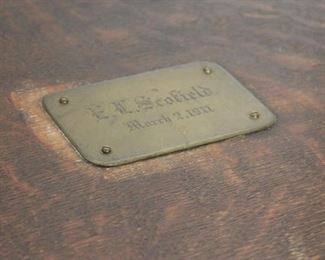 E.L. Scofield.
March 2, 1911